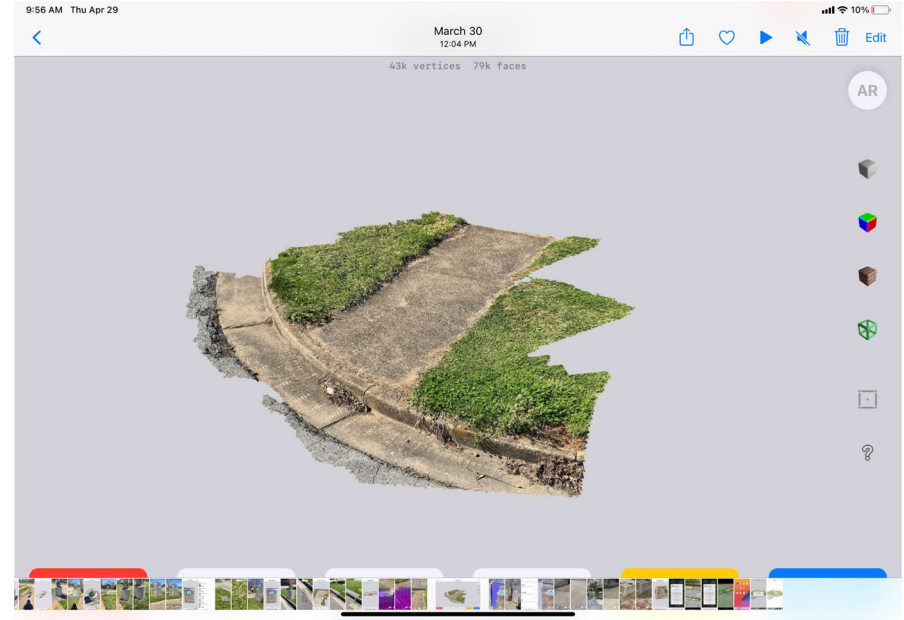 9:56 AM Thu Apr 29
10%
March 30
12:04 PM
Edit
43k vertices 79k faces
AR
?